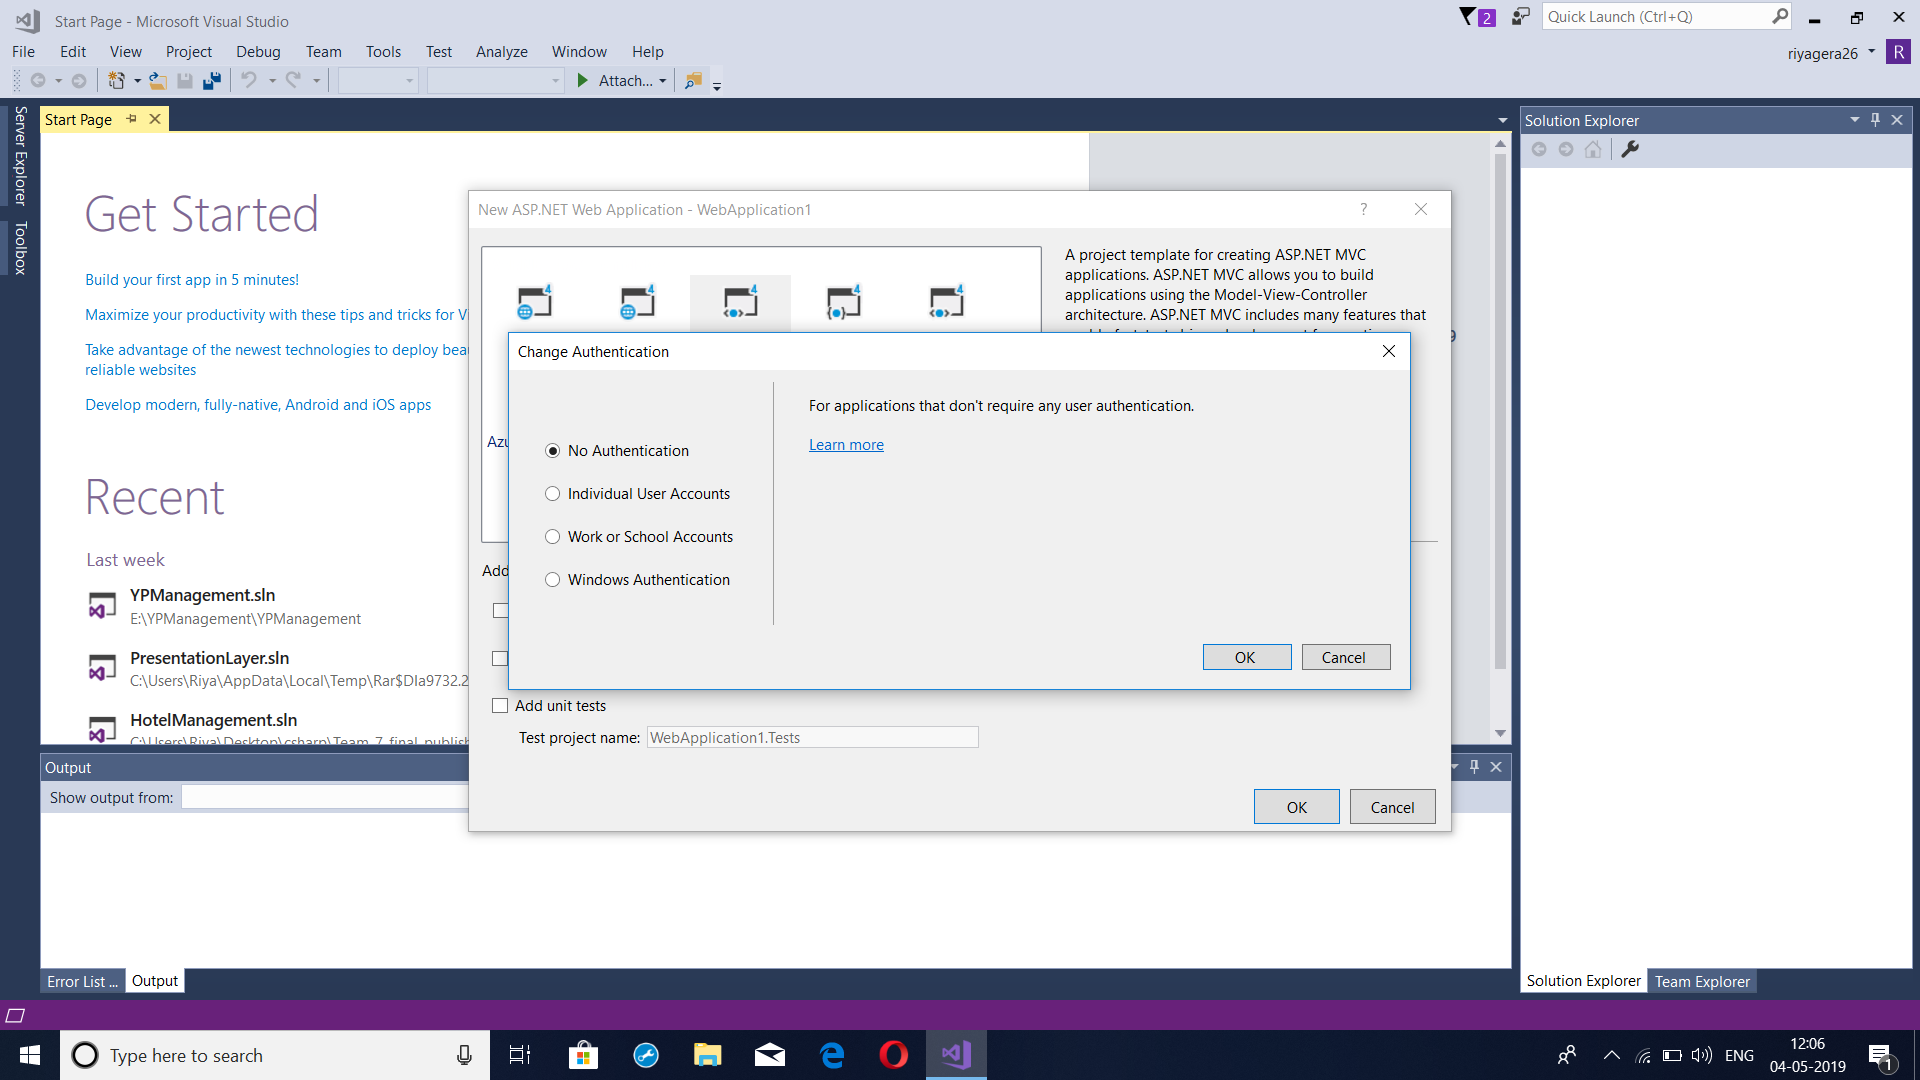 Start Page - Microsoft Visual Studio
2
Quick Launch (Ctrl+Q)
File Edit View Project Debug Team Tools Test Analyze Window Help
riyagera26 R
Attach...
Server Explorer
Toolbox
Start Page
Get Started
Build your first app in 5 minutes!
Maximize your productivity with these tips and tricks for
Take advantage of the newest technologies to deploy
reliable websites
Develop modern, fully-native, Android and iOS apps
Recent
Last week
YPManagement.sln
E:\YPManagement\YPManagement
PresentationLayer.sln
C:\Users\Riya\AppData\Local\Temp\Rar$DIa9732.2
HotelManagement.sln
C:\Users\Riya\Desktop\csharp\Team_7_final_publish
New ASP.NET Web Application - WebApplication1
?
A project template for creating ASP.NET MVC
applications. ASP.NET MVC allows you to build
applications using the Model-View-Controller
architecture. ASP.NET MVC includes many features that
Change Authentication
No Authentication
Individual User Accounts
Work or School Accounts
Windows Authentication
For applications that don't require any user authentication.
Learn more
OK Cancel
Add
Add unit tests
Test project name: WebApplication1.Tests
OK Cancel
Output
Show output from:
Error List ... Output
Solution Explorer
Solution Explorer Team Explorer
Type here to search
ENG
12:06
04-05-2019
1